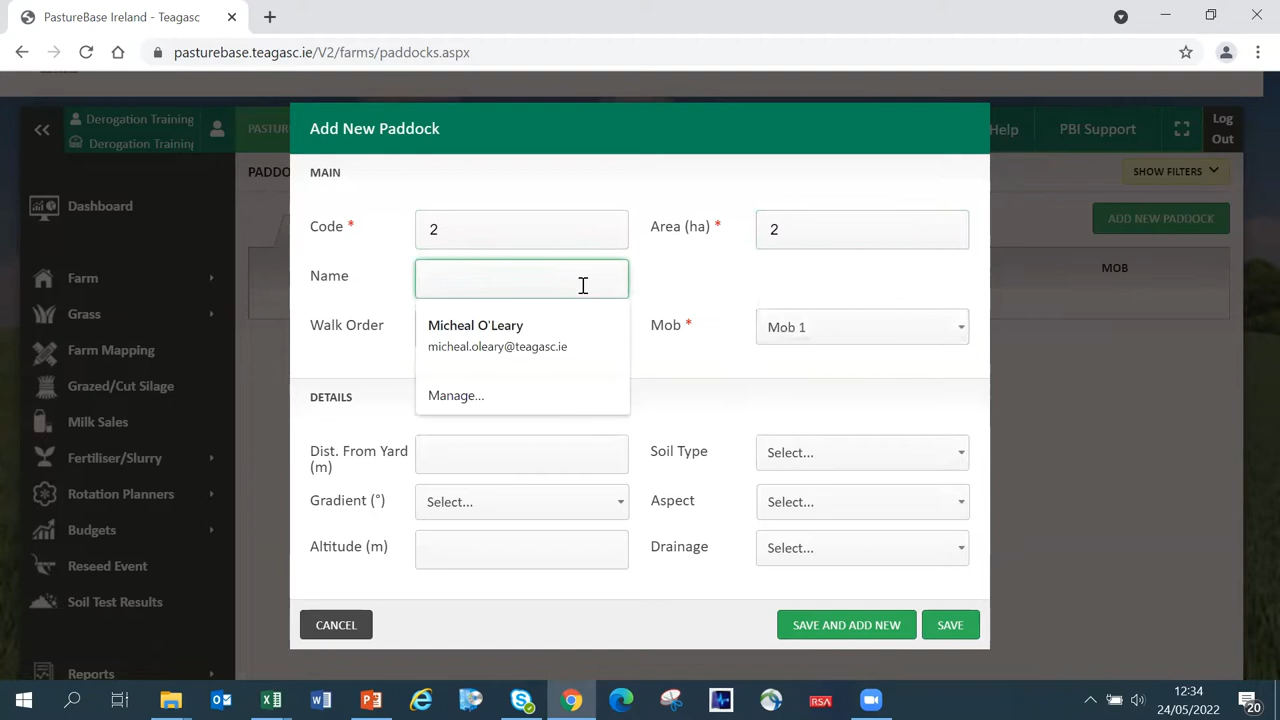 PastureBase Ireland - Teagasc
pasturebase.teagasc.ie/V2/farms/paddocks.aspx
Derogation Training
Derogation Training
PASTUR
Help
PBI Support
Log
Out
Add New Paddock
PADDO
SHOW FILTERS
MAIN
Dashboard
ADD NEW PADDOCK
Code *
2
Area (ha) *
2
Farm
Name
MOB
Grass
Walk Order
Micheal O'Leary
micheal.oleary@teagasc.ie
Mob *
Mob 1
Farm Mapping
Grazed/Cut Silage
Manage...
DETAILS
Milk Sales
Fertiliser/Slurry
Dist. From Yard
(m)
Soil Type
Select...
Rotation Planners
Gradient (°)
Select...
Aspect
Select...
Budgets
Altitude (m)
Drainage
Select...
Reseed Event
Soil Test Results
CANCEL
SAVE AND ADD NEW
SAVE
Reports
12:34
24/05/2022
20
RSA